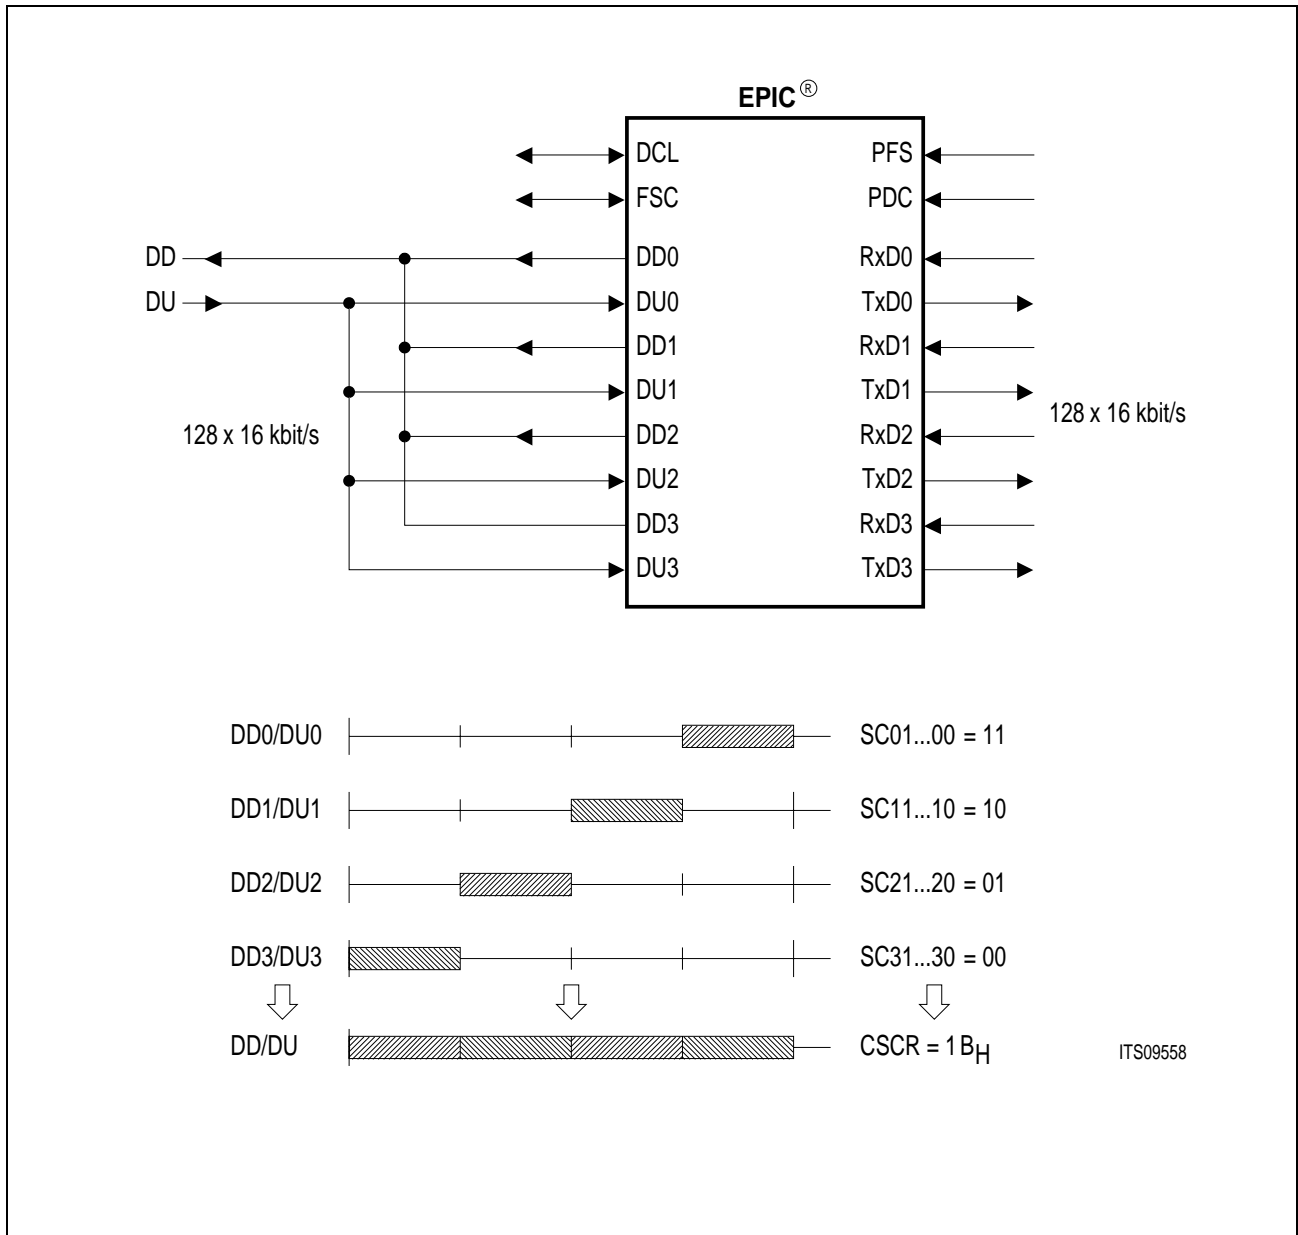 EPIC®
DCL PFS
FSC PDC
DD DD0 RxD0
DU DU0 TxD0
DD1 RxD1
DU1 TxD1
128 x 16 kbit/s DD2 RxD2 128 x 16 kbit/s
DU2 TxD2
DD3 RxD3
DU3 TxD3
DD0/DU0 SC01...00 = 11
DD1/DU1 SC11...10 = 10
DD2/DU2 SC21...20 = 01
DD3/DU3 SC31...30 = 00
DD/DU CSCR = 1BH ITS09558